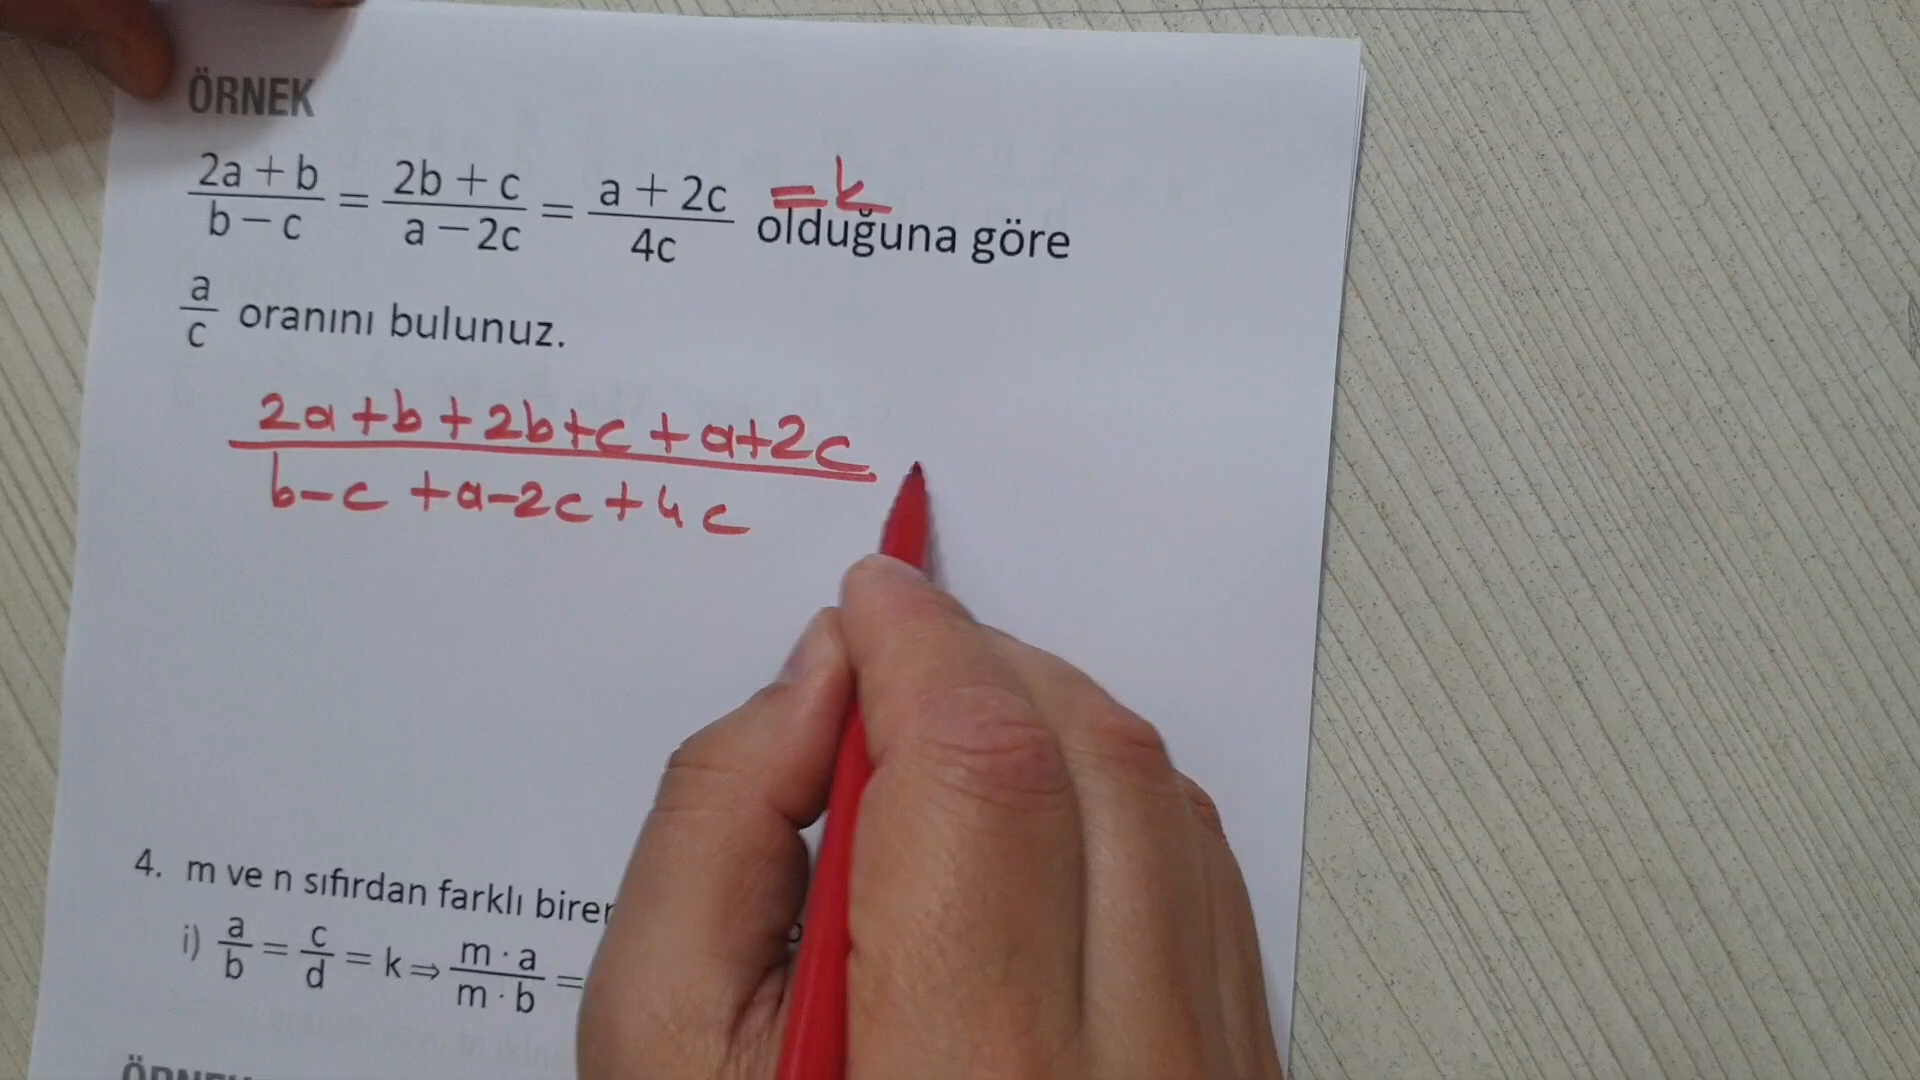 ÖRNEK
2a + b / b − c = 2b + c / a − 2c = a + 2c / 4c = k olduğuna göre
a / c oranını bulunuz.
2a + b + 2b + c + a + 2c
b − c + a − 2c + 4c
4. m ve n sıfırdan farklı birer
i) a / b = c / d = k ⇒ m · a / m · b =
ÖRNEK